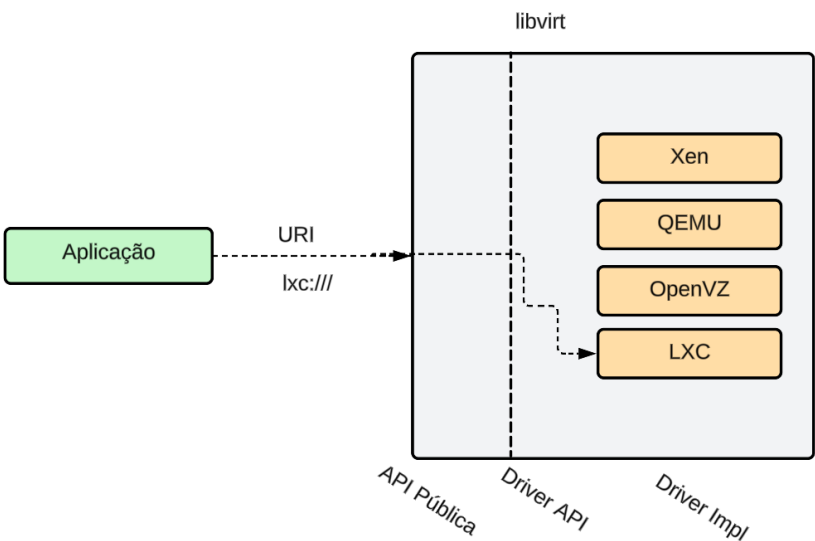 libvirt
Xen
QEMU
OpenVZ
LXC
Aplicação
URI
lxc:///
API Pública
Driver API
Driver Impl